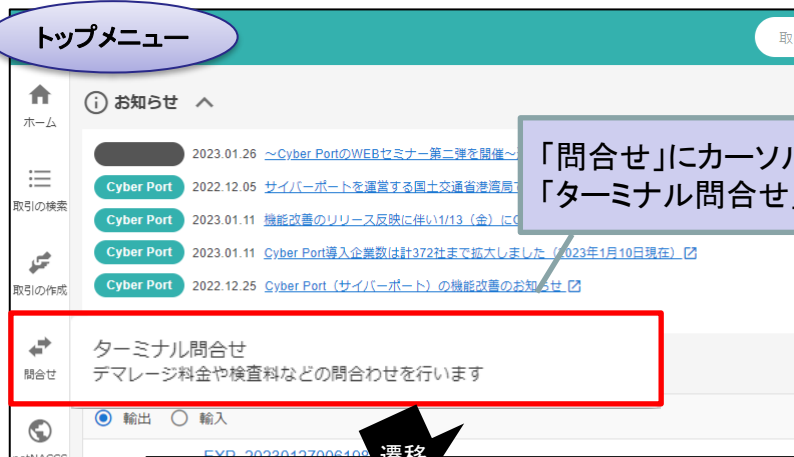 トップメニュー
取
ホーム
お知らせ
2023.01.26 ～Cyber PortのWEBセミナー第二弾を開催～
Cyber Port 2022.12.05 サイバーポートを運営する国土交通省港湾局
Cyber Port 2023.01.11 機能改善のリリース反映に伴い1/13（金）に
Cyber Port 2023.01.11 Cyber Port導入企業数は計372社まで拡大しました（2023年1月10日現在）
Cyber Port 2022.12.25 Cyber Port（サイバーポート）の機能改善のお知らせ
「問合せ」にカーソル
「ターミナル問合せ」
取引の検索
取引の作成
問合せ
ターミナル問合せ
デマレージ料金や検査料などの問合わせを行います
輸出 輸入
遷移